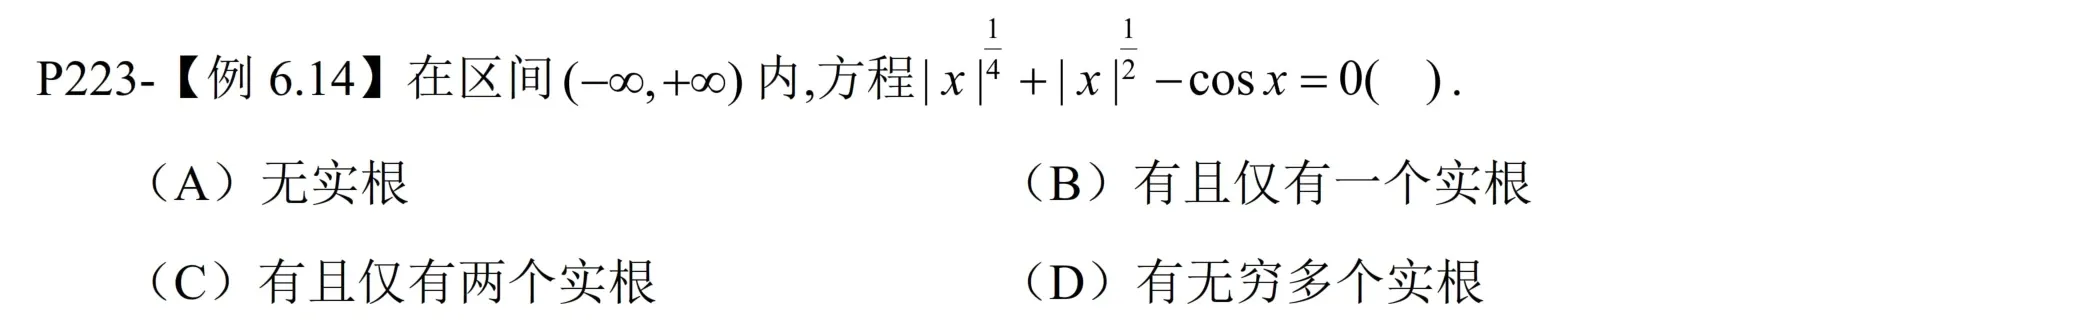 P223-【例 6.14】在区间(−∞,+∞)内,方程|x|^{\frac{1}{4}}+|x|^{\frac{1}{2}}−cos x=0(  ).
（A）无实根 （B）有且仅有一个实根
（C）有且仅有两个实根 （D）有无穷多个实根